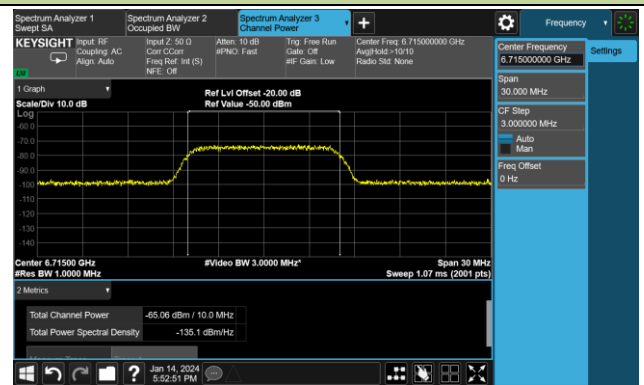 Spectrum Analyzer 1
Swept SA
Spectrum Analyzer 2
Occupied BW
Spectrum Analyzer 3
Channel Power
Frequency
KEYSIGHT
Input: RF
Coupling: AC
Align: Auto
Input Z: 50 Ω
Corr CCorr
Freq Ref: Int (S)
NFE: Off
Atten: 10 dB
#PNO: Fast
Trig: Free Run
Gate: Off
#IF Gain: Low
Center Freq: 6.715000000 GHz
Avg|Hold:>10/10
Radio Std: None
LXI
Center Frequency
6.715000000 GHz
Settings
Span
30.000 MHz
CF Step
3.000000 MHz
Auto
Man
Freq Offset
0 Hz
1 Graph
Scale/Div 10.0 dB
Ref Lvl Offset -20.00 dB
Ref Value -50.00 dBm
Log
-60.0
-70.0
-80.0
-90.0
-100
-110
-120
-130
-140
Center 6.71500 GHz
#Res BW 1.0000 MHz
#Video BW 3.0000 MHz*
Span 30 MHz
Sweep 1.07 ms (2001 pts)
2 Metrics
Total Channel Power
-65.06 dBm / 10.0 MHz
Total Power Spectral Density
-135.1 dBm/Hz
?
Jan 14, 2024
5:52:51 PM